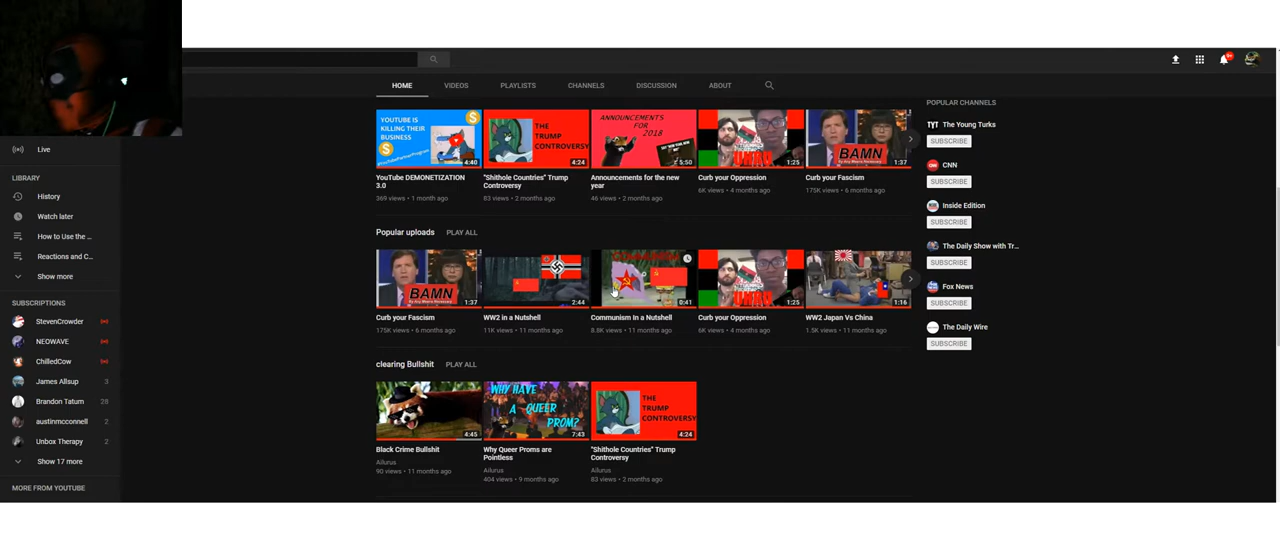 9+
HOME VIDEOS PLAYLISTS CHANNELS DISCUSSION ABOUT
POPULAR CHANNELS
YOUTUBE IS
KILLING THEIR
BUSINESS
4:40
THE
TRUMP
CONTROVERSY
4:24
ANNOUNCEMENTS
FOR 2018
5:50
1:25
BAMN
1:37
YouTube DEMONETIZATION
3.0
369 views • 1 month ago
"Shithole Countries" Trump
Controversy
83 views • 2 months ago
Announcements for the new
year
46 views • 2 months ago
Curb your Oppression
6K views • 4 months ago
Curb your Fascism
175K views • 6 months ago
TYT The Young Turks
SUBSCRIBE
CNN
SUBSCRIBE
Inside Edition
SUBSCRIBE
The Daily Show with Tr...
SUBSCRIBE
Fox News
SUBSCRIBE
The Daily Wire
SUBSCRIBE
Live
LIBRARY
History
Watch later
How to Use the ...
Reactions and C...
Show more
SUBSCRIPTIONS
StevenCrowder
NEOWAVE
ChilledCow
James Allsup 3
Brandon Tatum 28
austinmcconnell 2
Unbox Therapy 2
Show 17 more
MORE FROM YOUTUBE
Popular uploads PLAY ALL
BAMN
1:37
2:44
0:41
1:25
1:16
Curb your Fascism
175K views • 6 months ago
WW2 in a Nutshell
11K views • 11 months ago
Communism In a Nutshell
8.8K views • 11 months ago
Curb your Oppression
6K views • 4 months ago
WW2 Japan Vs China
1.5K views • 11 months ago
clearing Bullshit PLAY ALL
4:45
WHY HAVE
A QUEER
PROM?
7:43
THE
TRUMP
CONTROVERSY
4:24
Black Crime Bullshit
Ailurus
90 views • 11 months ago
Why Queer Proms are
Pointless
Ailurus
404 views • 9 months ago
"Shithole Countries" Trump
Controversy
Ailurus
83 views • 2 months ago